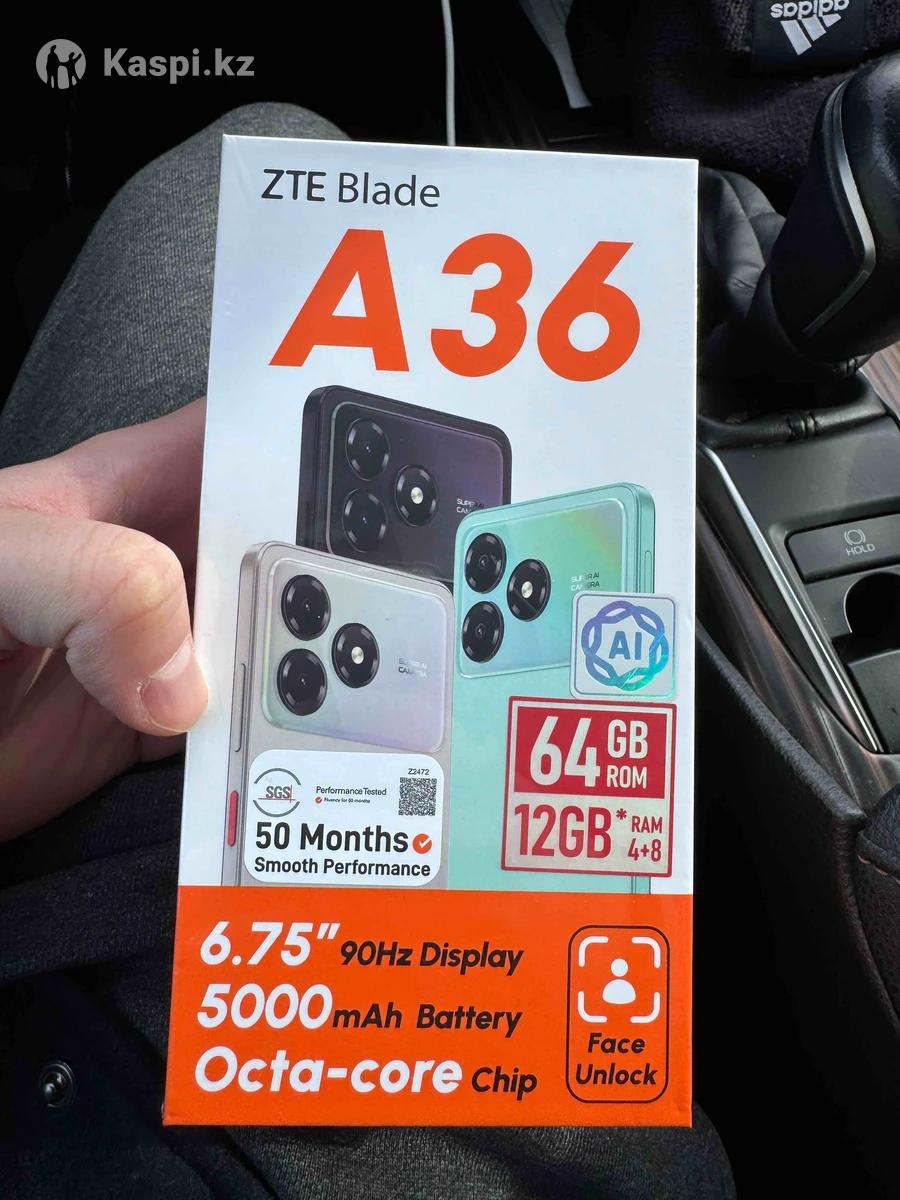 Kaspi.kz
adidas
ZTE Blade
A36
SUPER AI
CAMERA
SUPER AI
CAMERA
AI
SUPER AI
CAMERA
64 GB
ROM
12GB* RAM
4+8
HOLD
SGS
Performance Tested
Fluency for 50 months
Z2472
50 Months
Smooth Performance
6.75" 90Hz Display
5000mAh Battery
Octa-core Chip
Face
Unlock